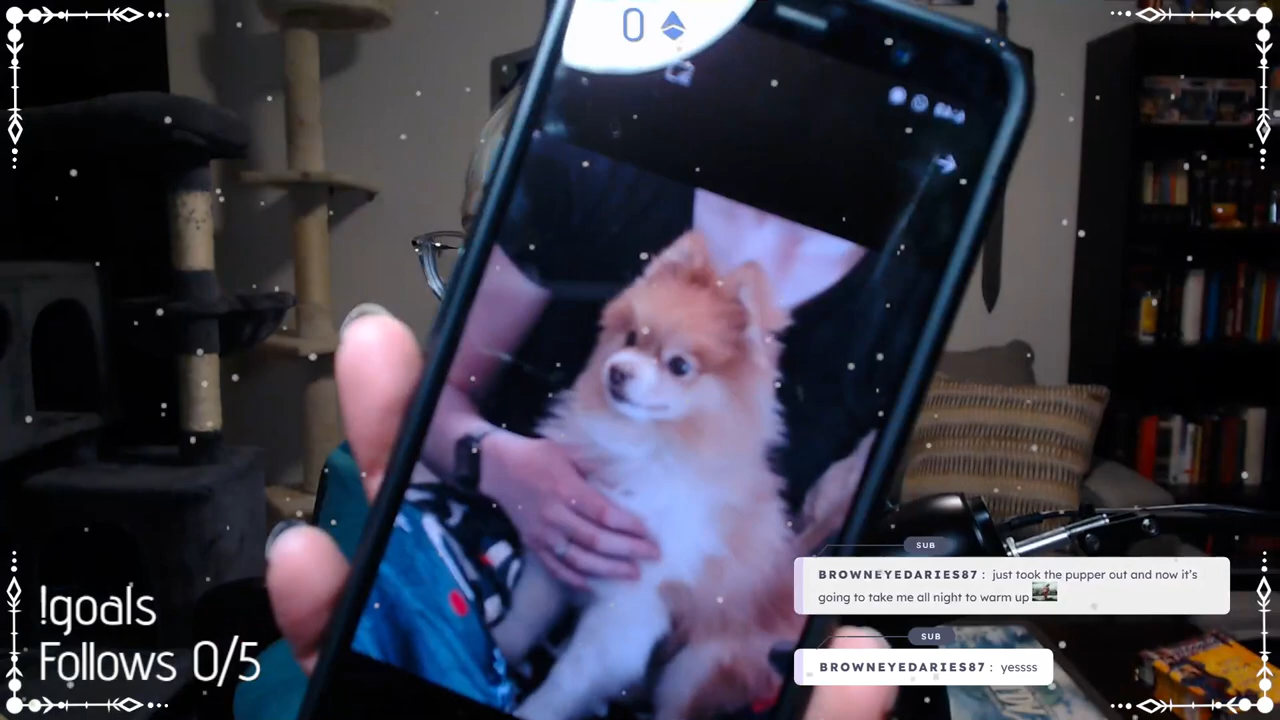 0
SUB
BROWNEYEDARIES87 : just took the pupper out and now it's
going to take me all night to warm up
SUB
BROWNEYEDARIES87 : yessss
!goals
Follows 0/5